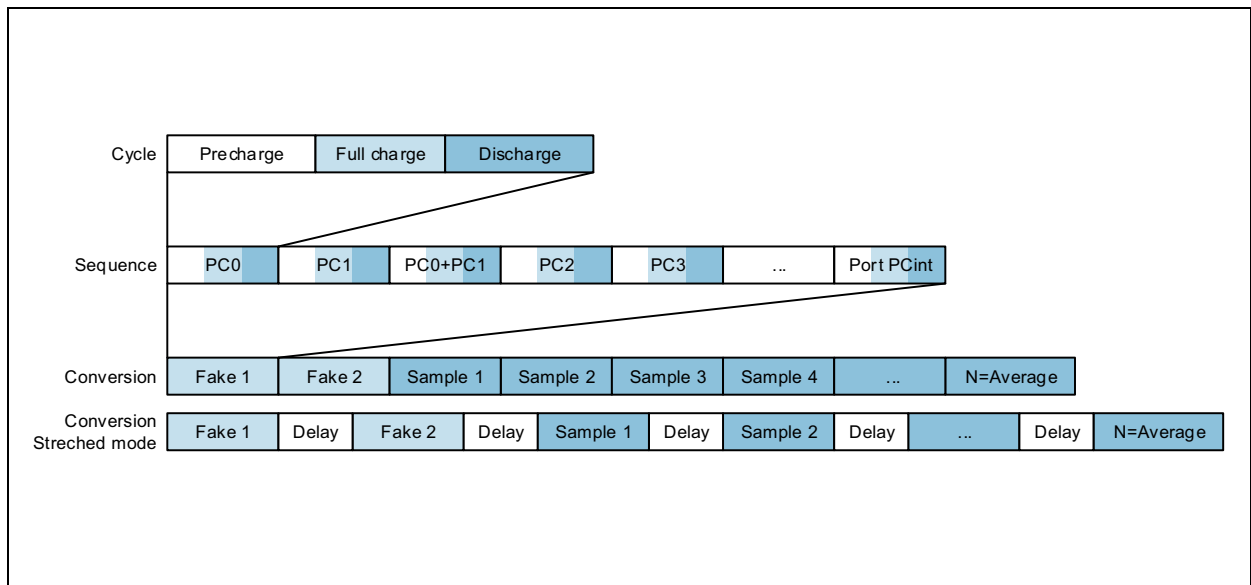 Cycle Precharge Full charge Discharge
Sequence PC0 PC1 PC0+PC1 PC2 PC3 ... Port PCint
Conversion Fake 1 Fake 2 Sample 1 Sample 2 Sample 3 Sample 4 ... N=Average
Conversion
Streched mode Fake 1 Delay Fake 2 Delay Sample 1 Delay Sample 2 Delay ... Delay N=Average